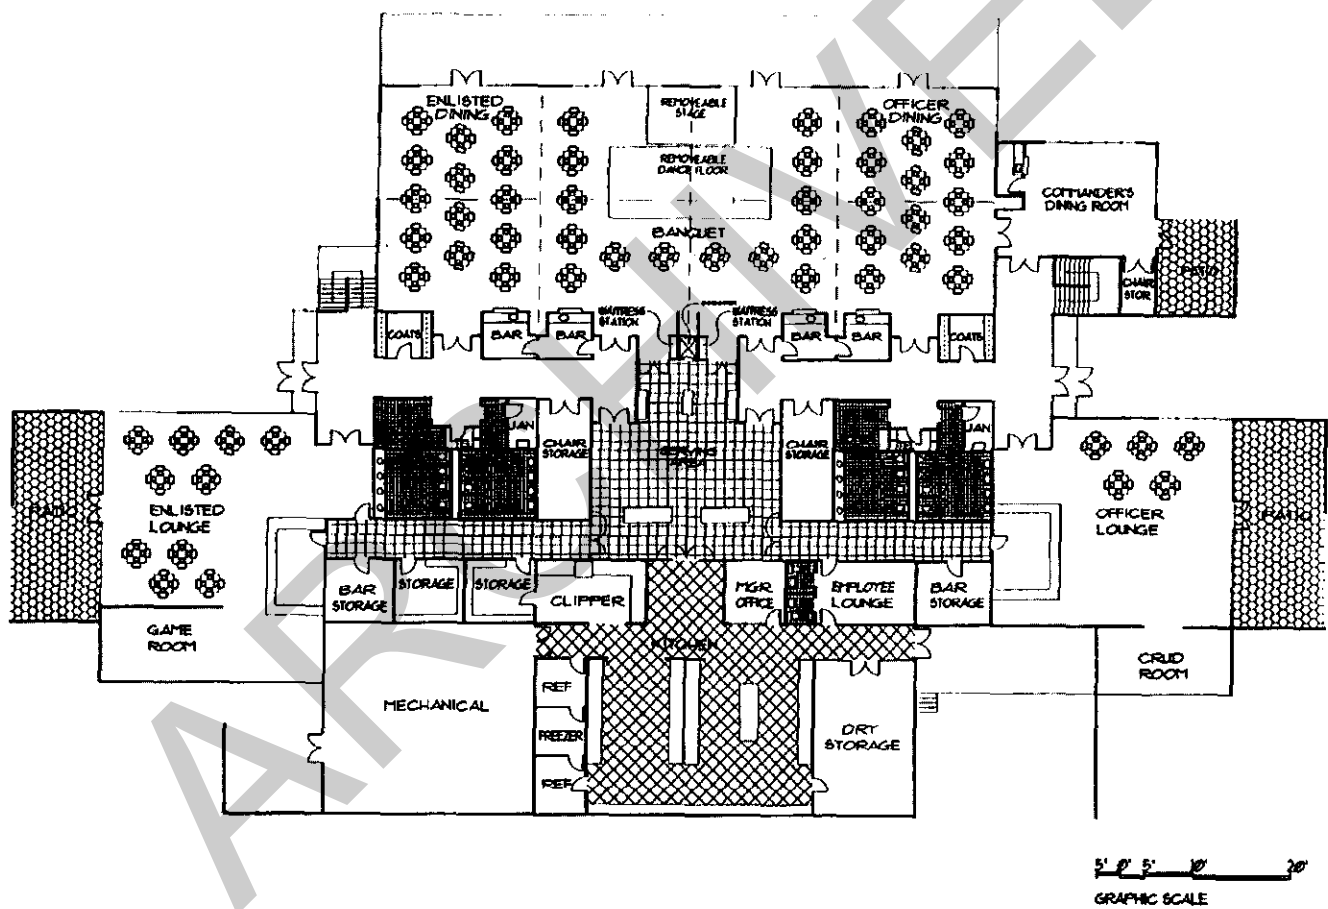 ENLISTED
DINING
REMOVEABLE
STAGE
OFFICER
DINING
REMOVEABLE
DANCE FLOOR
COMMANDER'S
DINING ROOM
BANQUET
PATIO
CHAIR
STOR
WAITRESS
STATION
WAITRESS
STATION
COATS
BAR
BAR
BAR
BAR
COATS
JAN
CHAIR
STORAGE
SERVING
AREA
CHAIR
STORAGE
JAN
PATIO
ENLISTED
LOUNGE
OFFICER
LOUNGE
PATIO
BAR
STORAGE
STORAGE
STORAGE
CLIPPER
MGR.
OFFICE
EMPLOYEE
LOUNGE
BAR
STORAGE
GAME
ROOM
KITCHEN
CRUD
ROOM
MECHANICAL
REF
FREEZER
REF
DRY
STORAGE
5' 0' 5' 10' 20'
GRAPHIC SCALE